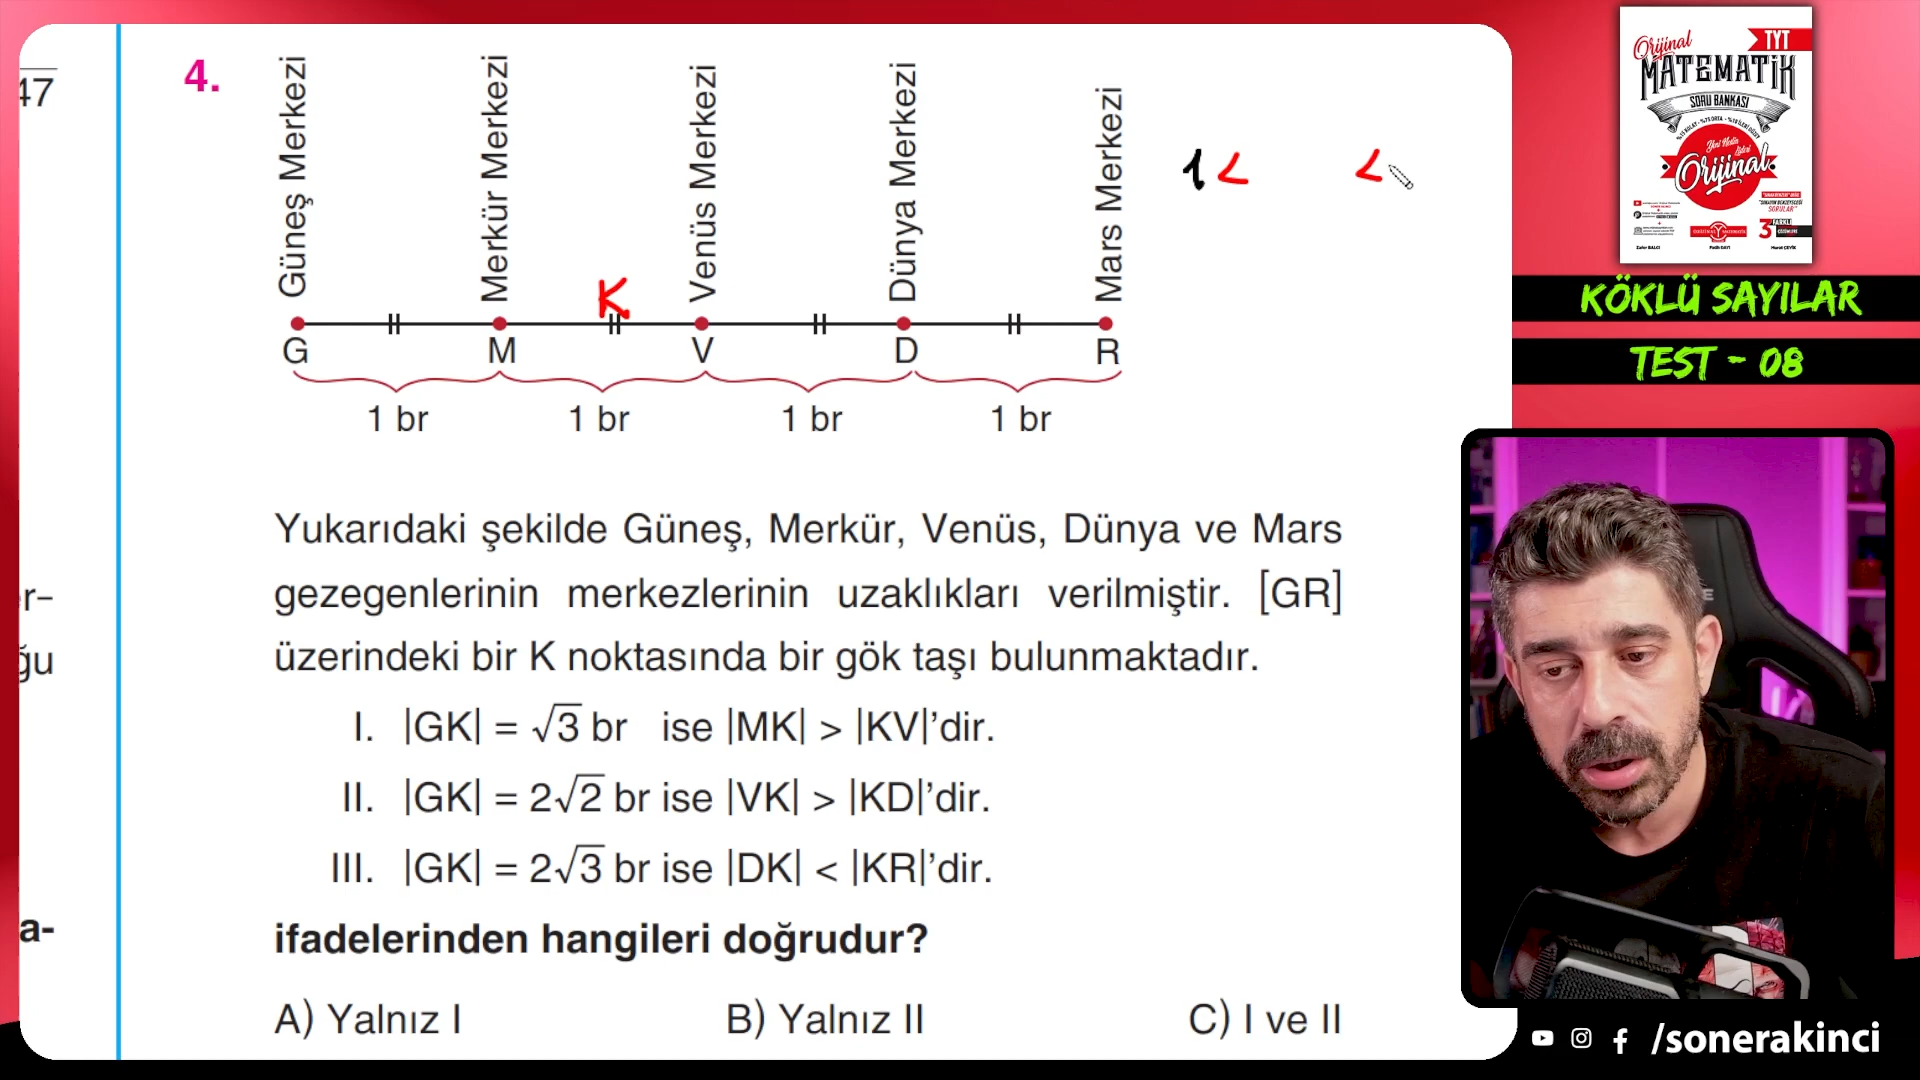 47
4.
Güneş Merkezi
Merkür Merkezi
Venüs Merkezi
Dünya Merkezi
Mars Merkezi
1 < <
K
G M V D R
1 br 1 br 1 br 1 br
Yukarıdaki şekilde Güneş, Merkür, Venüs, Dünya ve Mars
gezegenlerinin merkezlerinin uzaklıkları verilmiştir. [GR]
üzerindeki bir K noktasında bir gök taşı bulunmaktadır.
I. |GK| = √3 br ise |MK| > |KV|'dir.
II. |GK| = 2√2 br ise |VK| > |KD|'dir.
III. |GK| = 2√3 br ise |DK| < |KR|'dir.
ifadelerinden hangileri doğrudur?
A) Yalnız I B) Yalnız II C) I ve II
r-
ğu
a-
Orijinal
TYT
MATEMATİK
SORU BANKASI
Orijinal
KÖKLÜ SAYILAR
TEST - 08
/sonerakinci